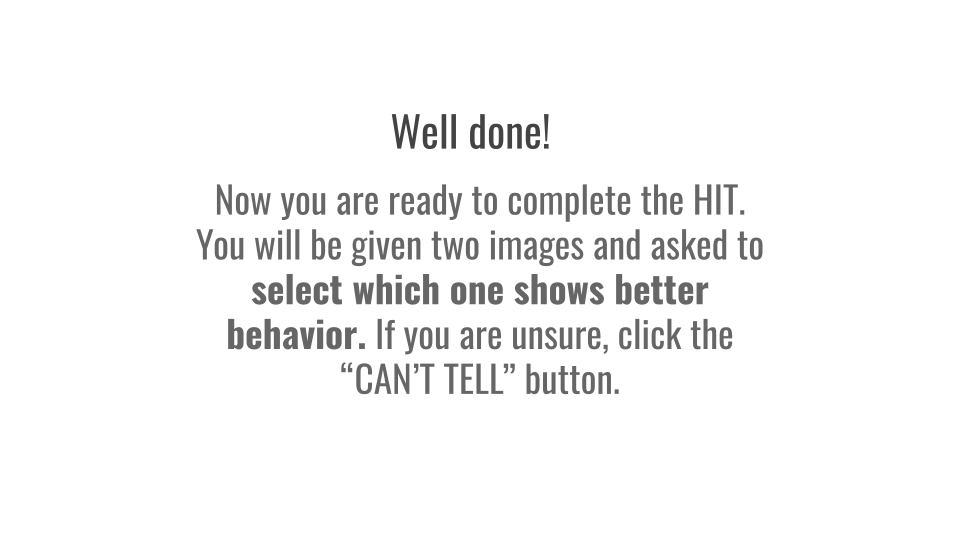 Well done!
Now you are ready to complete the HIT.
You will be given two images and asked to
select which one shows better
behavior. If you are unsure, click the
“CAN’T TELL” button.